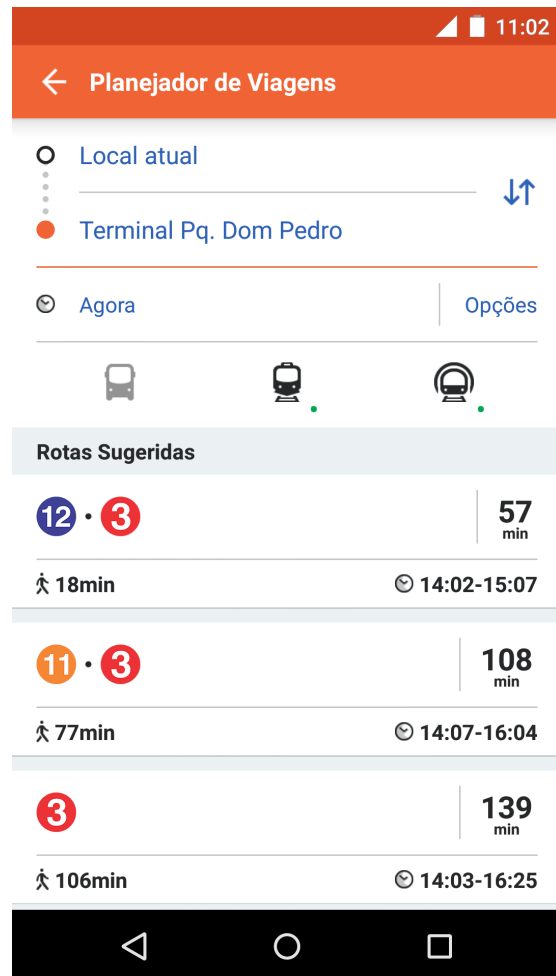 11:02
Planejador de Viagens
Local atual
Terminal Pq. Dom Pedro
Agora
Opções
Rotas Sugeridas
12 · 3
57
min
18min
14:02-15:07
11 · 3
108
min
77min
14:07-16:04
3
139
min
106min
14:03-16:25